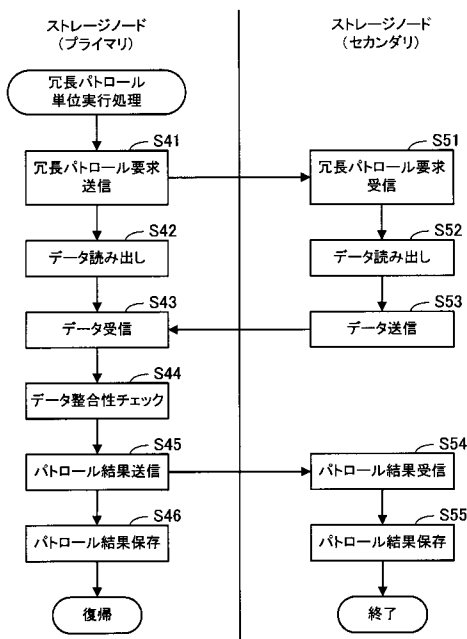 ストレージノード
(プライマリ)
ストレージノード
(セカンダリ)
冗長パトロール
単位実行処理
S41
冗長パトロール要求
送信
S51
冗長パトロール要求
受信
S42
データ読み出し
S52
データ読み出し
S43
データ受信
S53
データ送信
S44
データ整合性チェック
S45
パトロール結果送信
S54
パトロール結果受信
S46
パトロール結果保存
S55
パトロール結果保存
復帰
終了